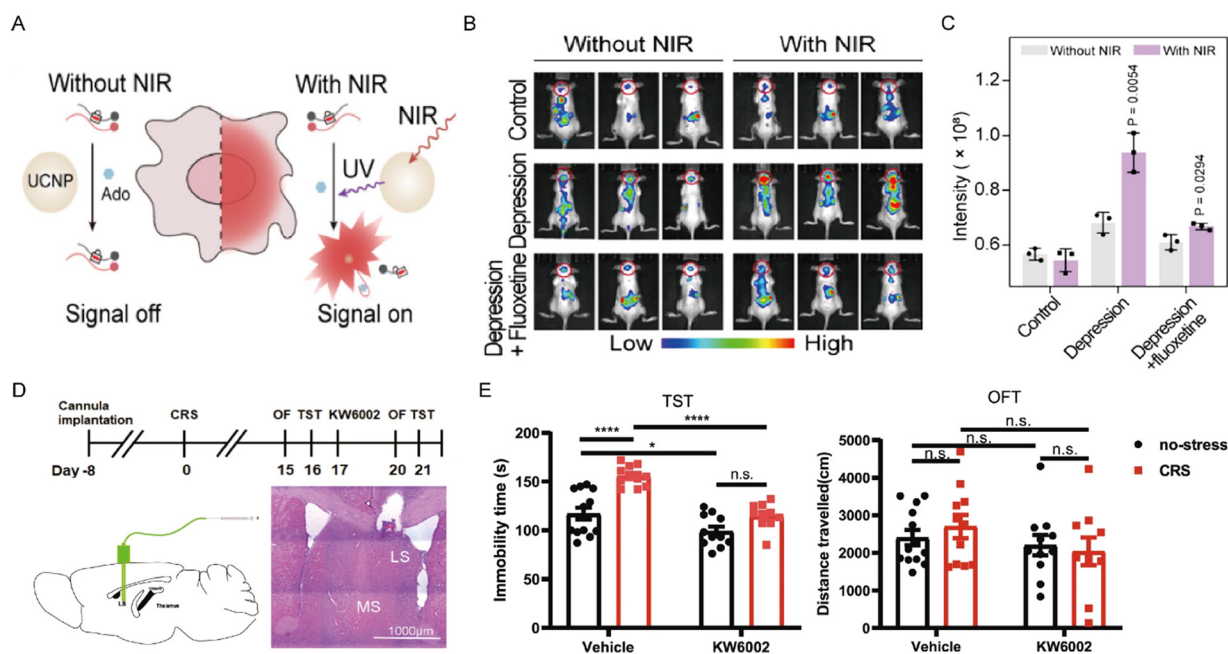 A
Without NIR
With NIR
NIR
UV
UCNP
Ado
Signal off
Signal on
B
Without NIR
With NIR
Control
Depression
Depression
+ Fluoxetine
Low
High
C
Without NIR
With NIR
Intensity ( × 10⁸)
1.2
1.0
0.8
0.6
P = 0.0054
P = 0.0294
Control
Depression
Depression
+fluoxetine
D
Cannula
implantation
CRS
OF TST KW6002 OF TST
Day -8
0
15 16 17 20 21
LS
Thalamus
LS
MS
1000μm
E
TST
Immobility time (s)
200
150
100
50
0
****
****
*
n.s.
Vehicle
KW6002
OFT
Distance travelled(cm)
5000
4000
3000
2000
1000
0
n.s.
n.s.
n.s.
n.s.
Vehicle
KW6002
no-stress
CRS